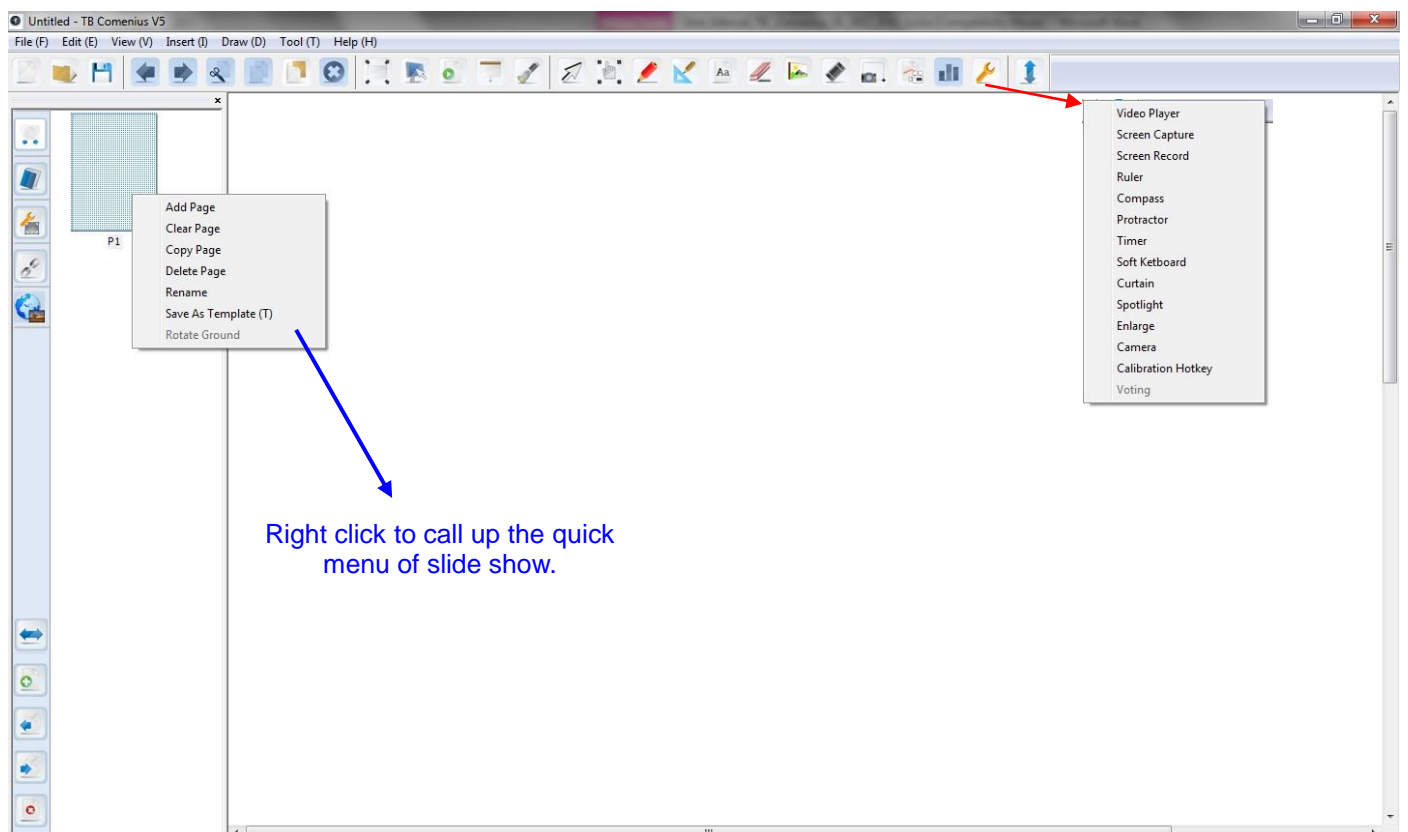 Untitled - TB Comenius V5
File (F) Edit (E) View (V) Insert (I) Draw (D) Tool (T) Help (H)
Aa
P1
Add Page
Clear Page
Copy Page
Delete Page
Rename
Save As Template (T)
Rotate Ground
Video Player
Screen Capture
Screen Record
Ruler
Compass
Protractor
Timer
Soft Ketboard
Curtain
Spotlight
Enlarge
Camera
Calibration Hotkey
Voting
Right click to call up the quick
menu of slide show.